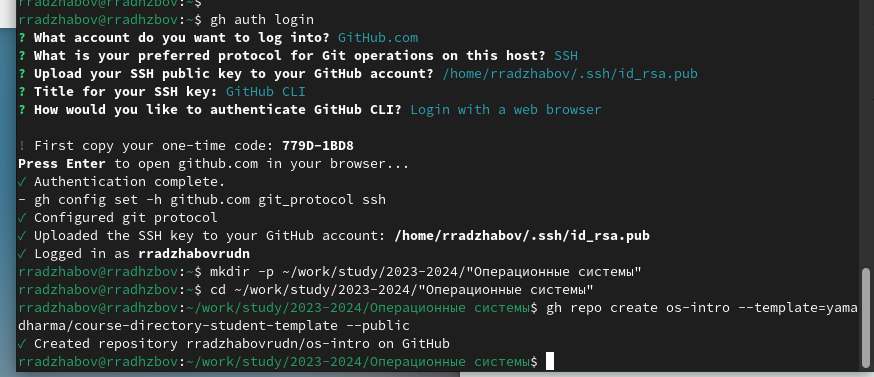 rradzhabov@rradhzbov:~$
rradzhabov@rradhzbov:~$ gh auth login
? What account do you want to log into? GitHub.com
? What is your preferred protocol for Git operations on this host? SSH
? Upload your SSH public key to your GitHub account? /home/rradzhabov/.ssh/id_rsa.pub
? Title for your SSH key: GitHub CLI
? How would you like to authenticate GitHub CLI? Login with a web browser
! First copy your one-time code: 779D-1BD8
Press Enter to open github.com in your browser...
✓ Authentication complete.
- gh config set -h github.com git_protocol ssh
✓ Configured git protocol
✓ Uploaded the SSH key to your GitHub account: /home/rradzhabov/.ssh/id_rsa.pub
✓ Logged in as rradzhabovrudn
rradzhabov@rradhzbov:~$ mkdir -p ~/work/study/2023-2024/"Операционные системы"
rradzhabov@rradhzbov:~$ cd ~/work/study/2023-2024/"Операционные системы"
rradzhabov@rradhzbov:~/work/study/2023-2024/Операционные системы$ gh repo create os-intro --template=yama
dharma/course-directory-student-template --public
✓ Created repository rradzhabovrudn/os-intro on GitHub
rradzhabov@rradhzbov:~/work/study/2023-2024/Операционные системы$